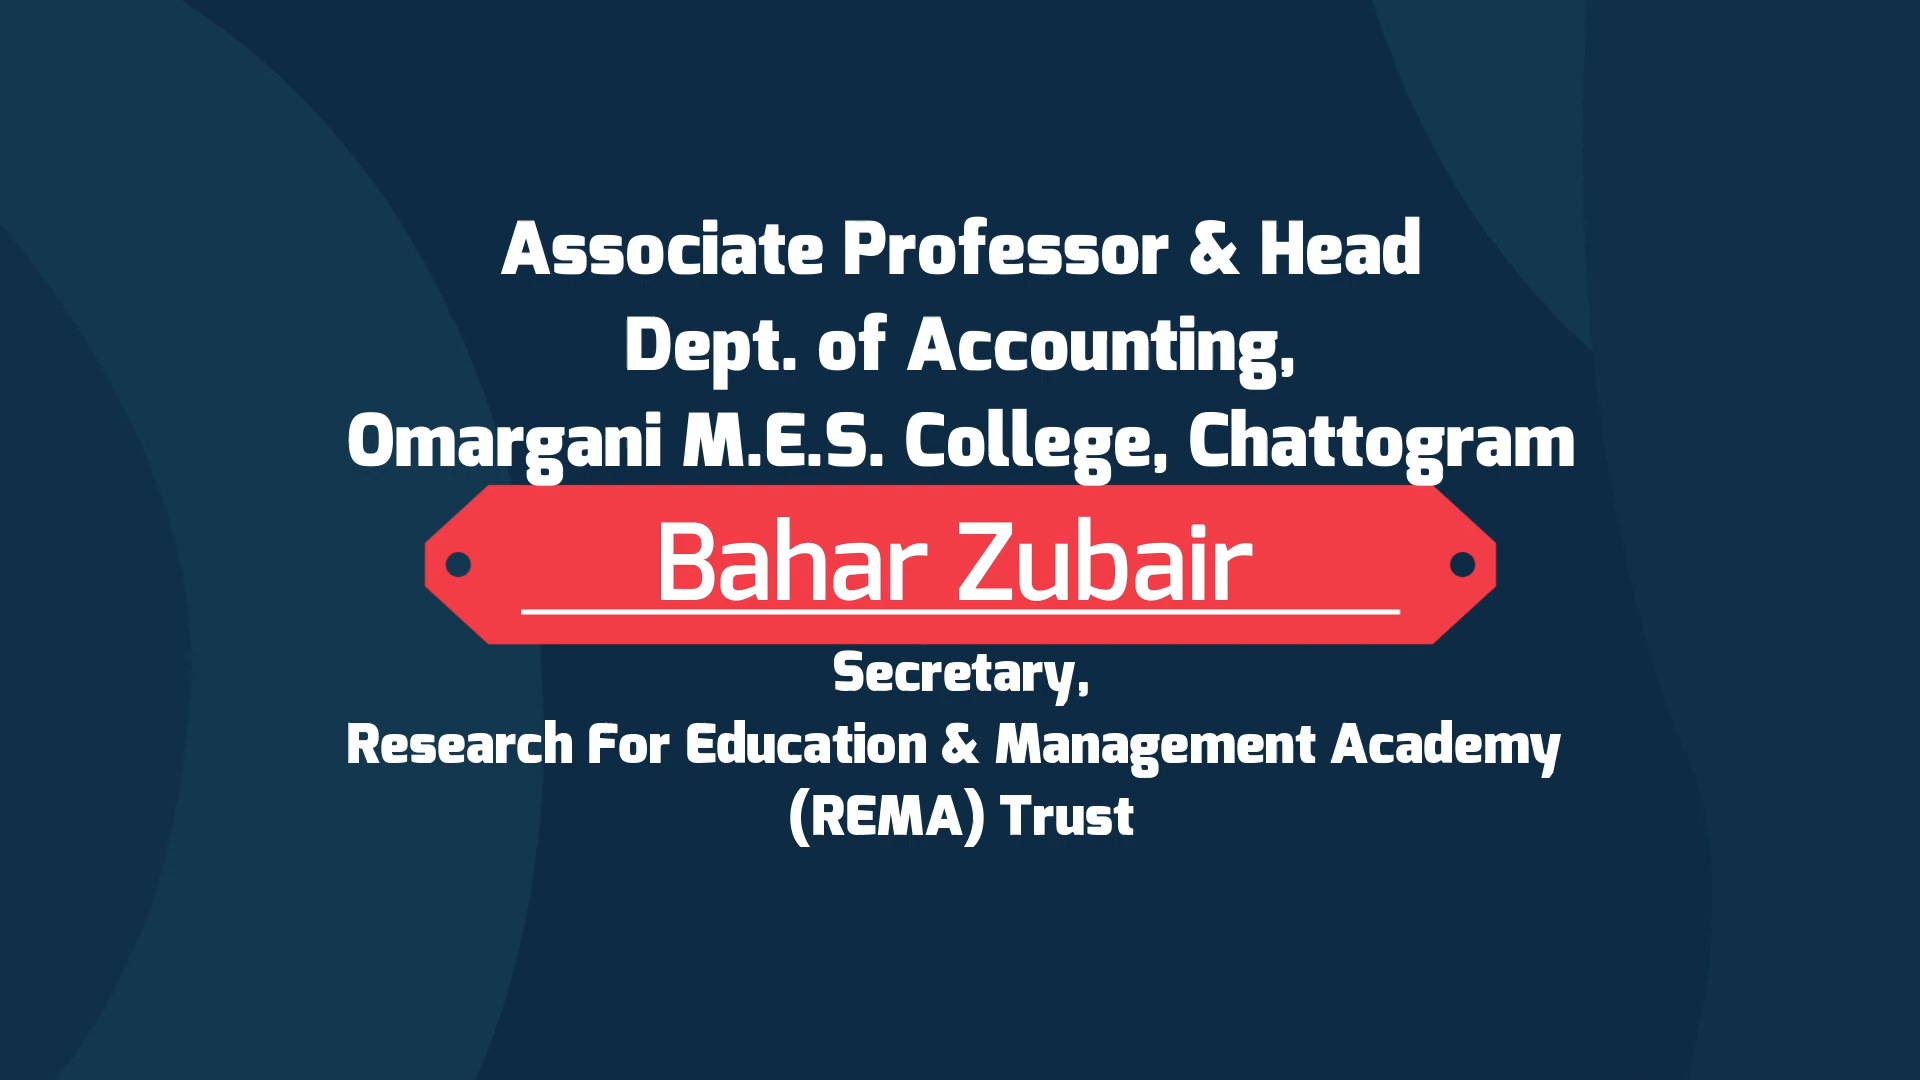 Associate Professor & Head
Dept. of Accounting,
Omargani M.E.S. College, Chattogram
Bahar Zubair
Secretary,
Research For Education & Management Academy
(REMA) Trust